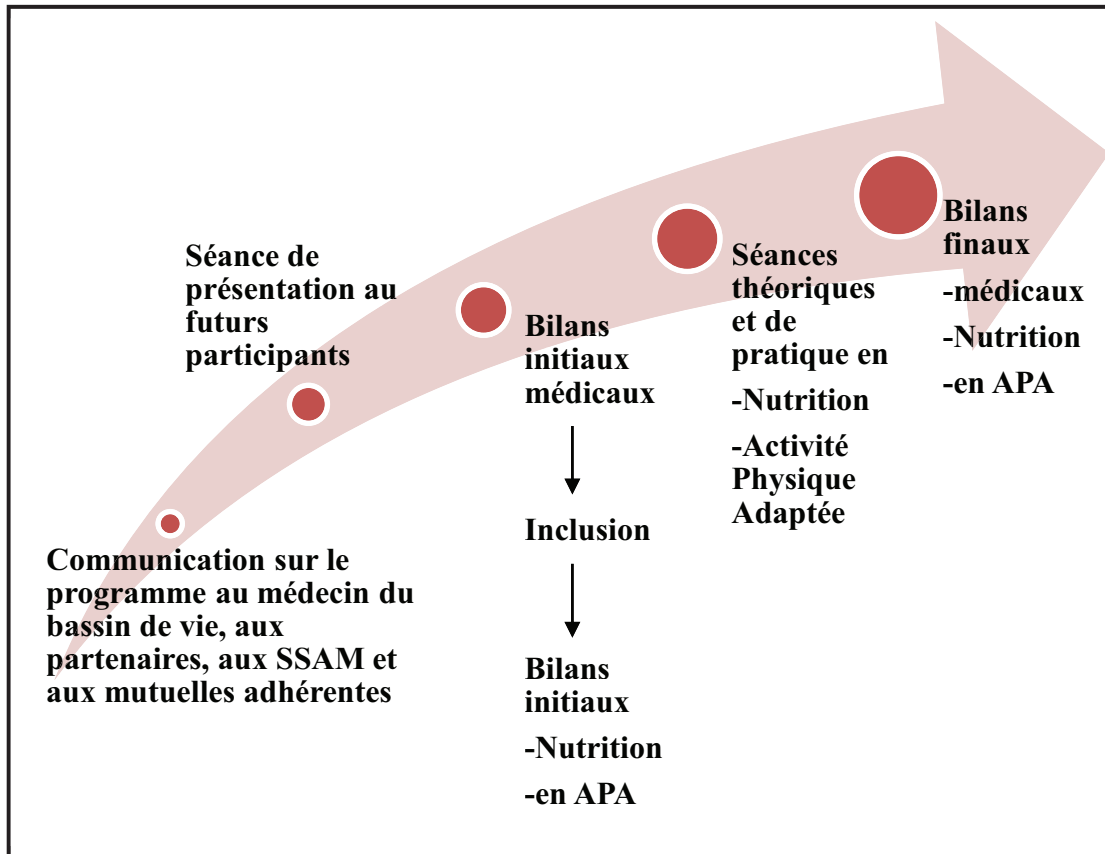 Communication sur le
programme au médecin du
bassin de vie, aux
partenaires, aux SSAM et
aux mutuelles adhérentes
Séance de
présentation au
futurs
participants
Bilans
initiaux
médicaux
Inclusion
Bilans
initiaux
-Nutrition
-en APA
Séances
théoriques
et de
pratique en
-Nutrition
-Activité
Physique
Adaptée
Bilans
finaux
-médicaux
-Nutrition
-en APA